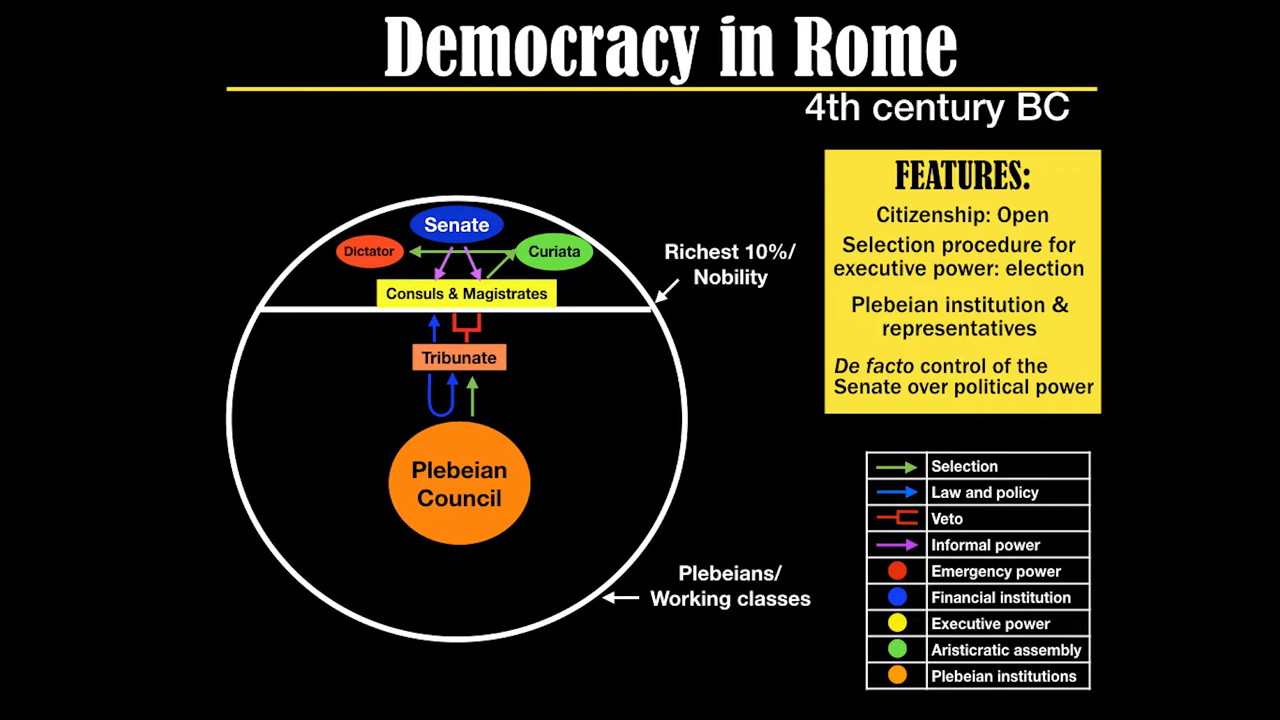 Democracy in Rome
4th century BC
Senate
Dictator
Curiata
Consuls & Magistrates
Tribunate
Plebeian
Council
Richest 10%/
Nobility
Plebeians/
Working classes
FEATURES:
Citizenship: Open
Selection procedure for
executive power: election
Plebeian institution &
representatives
De facto control of the
Senate over political power
Selection
Law and policy
Veto
Informal power
Emergency power
Financial institution
Executive power
Aristicratic assembly
Plebeian institutions